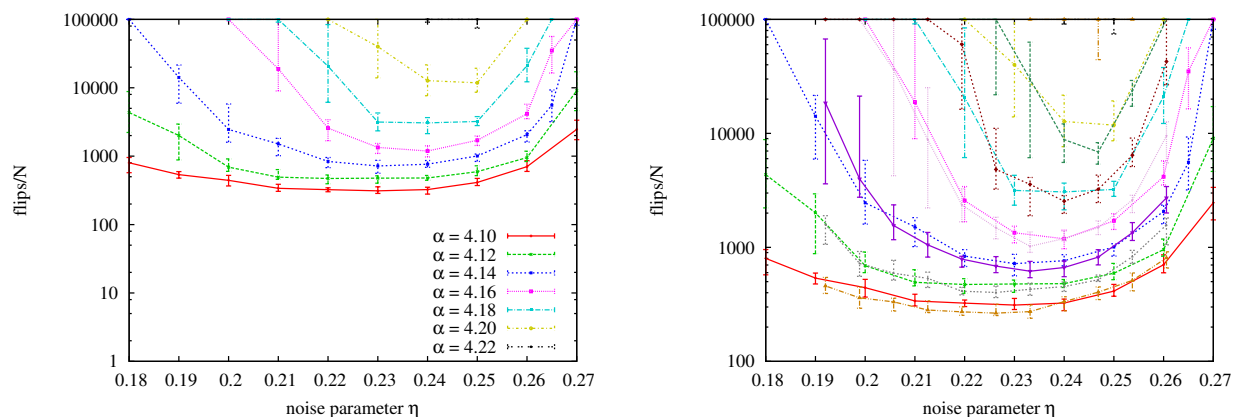 100000
10000
1000
100
10
1
flips/N
α = 4.10
α = 4.12
α = 4.14
α = 4.16
α = 4.18
α = 4.20
α = 4.22
0.18 0.19 0.2 0.21 0.22 0.23 0.24 0.25 0.26 0.27
noise parameter η
100000
10000
1000
100
flips/N
0.18 0.19 0.2 0.21 0.22 0.23 0.24 0.25 0.26 0.27
noise parameter η